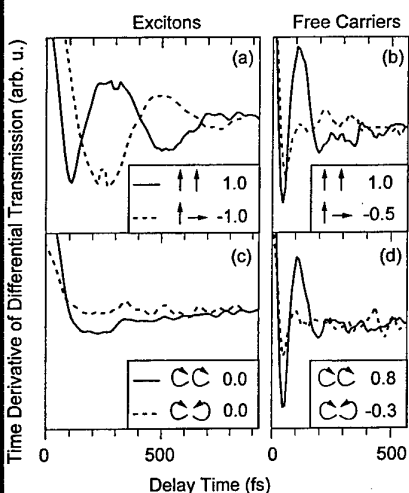 Excitons
Free Carriers
Time Derivative of Differential Transmission (arb. u.)
(a)
↑ ↑ 1.0
↑ → -1.0
(b)
↑ ↑ 1.0
↑ → -0.5
(c)
0.0
0.0
(d)
0.8
-0.3
0 500
0 500
Delay Time (fs)